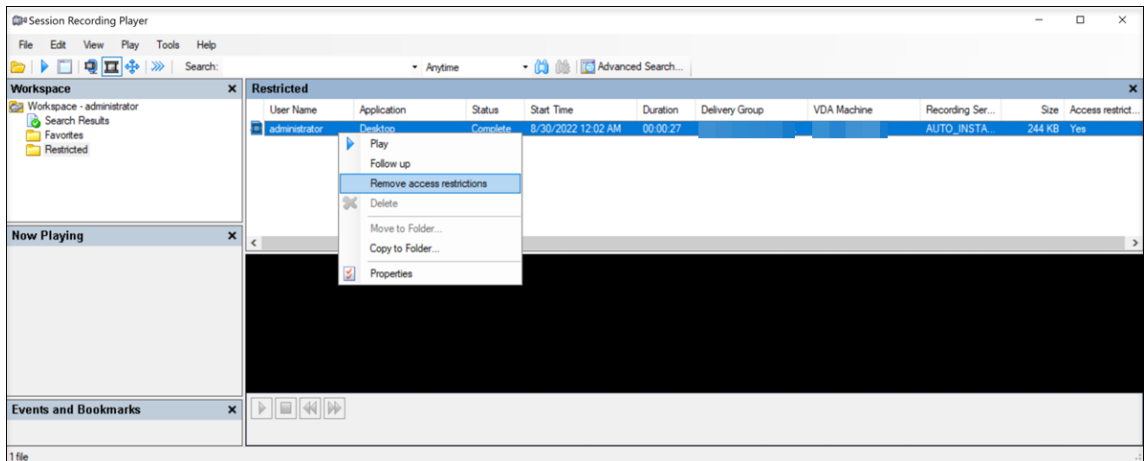 Session Recording Player
File Edit View Play Tools Help
Search: Anytime Advanced Search...
Workspace
Workspace - administrator
Search Results
Favorites
Restricted
Restricted
User Name Application Status Start Time Duration Delivery Group VDA Machine Recording Ser... Size Access restrict...
administrator Desktop Complete 8/30/2022 12:02 AM 00:00:27 AUTO_INSTA... 244 KB Yes
Play
Follow up
Remove access restrictions
Delete
Move to Folder...
Copy to Folder...
Properties
Now Playing
Events and Bookmarks
1 file